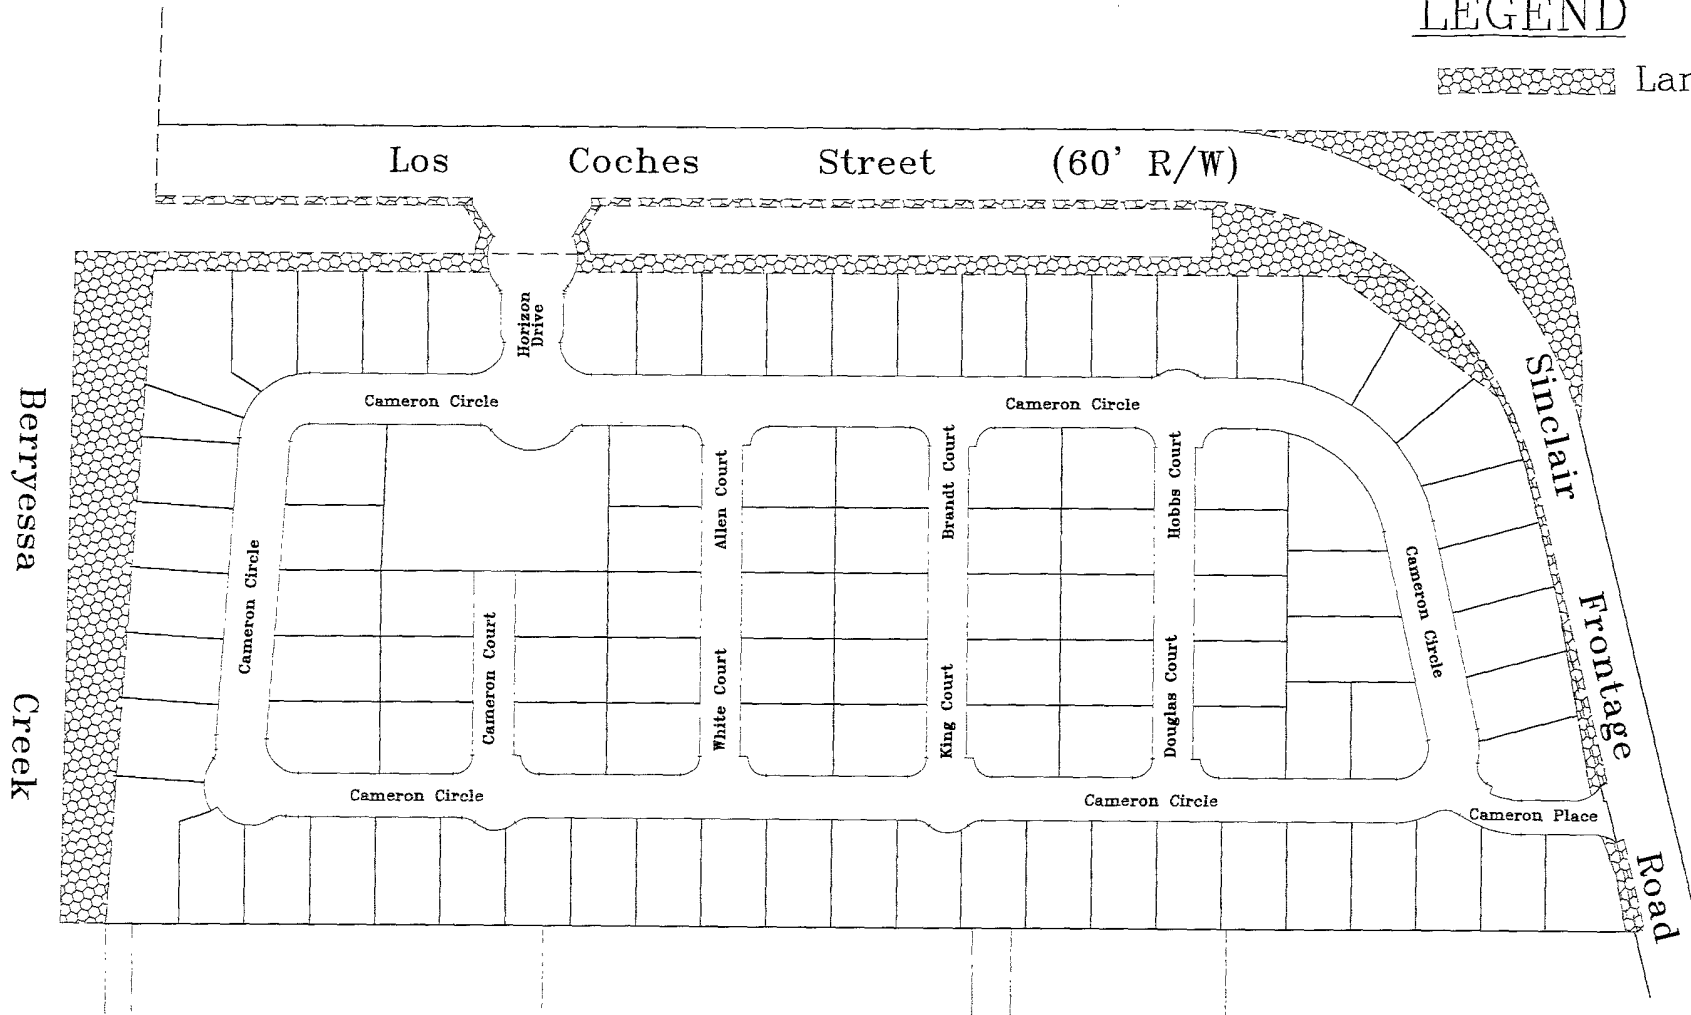 LEGEND
Los Coches Street (60' R/W)
Horizon
Drive
Cameron Circle
Cameron Circle
Sinclair
Frontage
Road
Berryessa
Creek
Cameron Circle
Allen Court
Brandt Court
Hobbs Court
Cameron Circle
Cameron Court
White Court
King Court
Douglas Court
Cameron Circle
Cameron Circle
Cameron Place